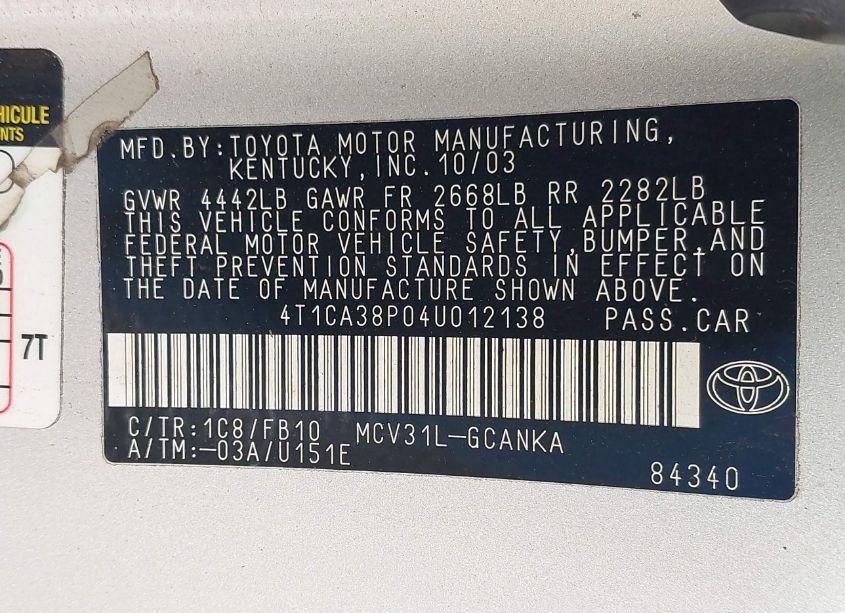 HICULE
NTS
7T
MFD.BY:TOYOTA MOTOR MANUFACTURING,
KENTUCKY,INC.10/03
GVWR 4442LB GAWR FR 2668LB RR 2282LB
THIS VEHICLE CONFORMS TO ALL APPLICABLE
FEDERAL MOTOR VEHICLE SAFETY,BUMPER,AND
THEFT PREVENTION STANDARDS IN EFFECT ON
THE DATE OF MANUFACTURE SHOWN ABOVE.
4T1CA38P04U012138 PASS.CAR
C/TR:1C8/FB10 MCV31L-GCANKA
A/TM:-03A/U151E
84340